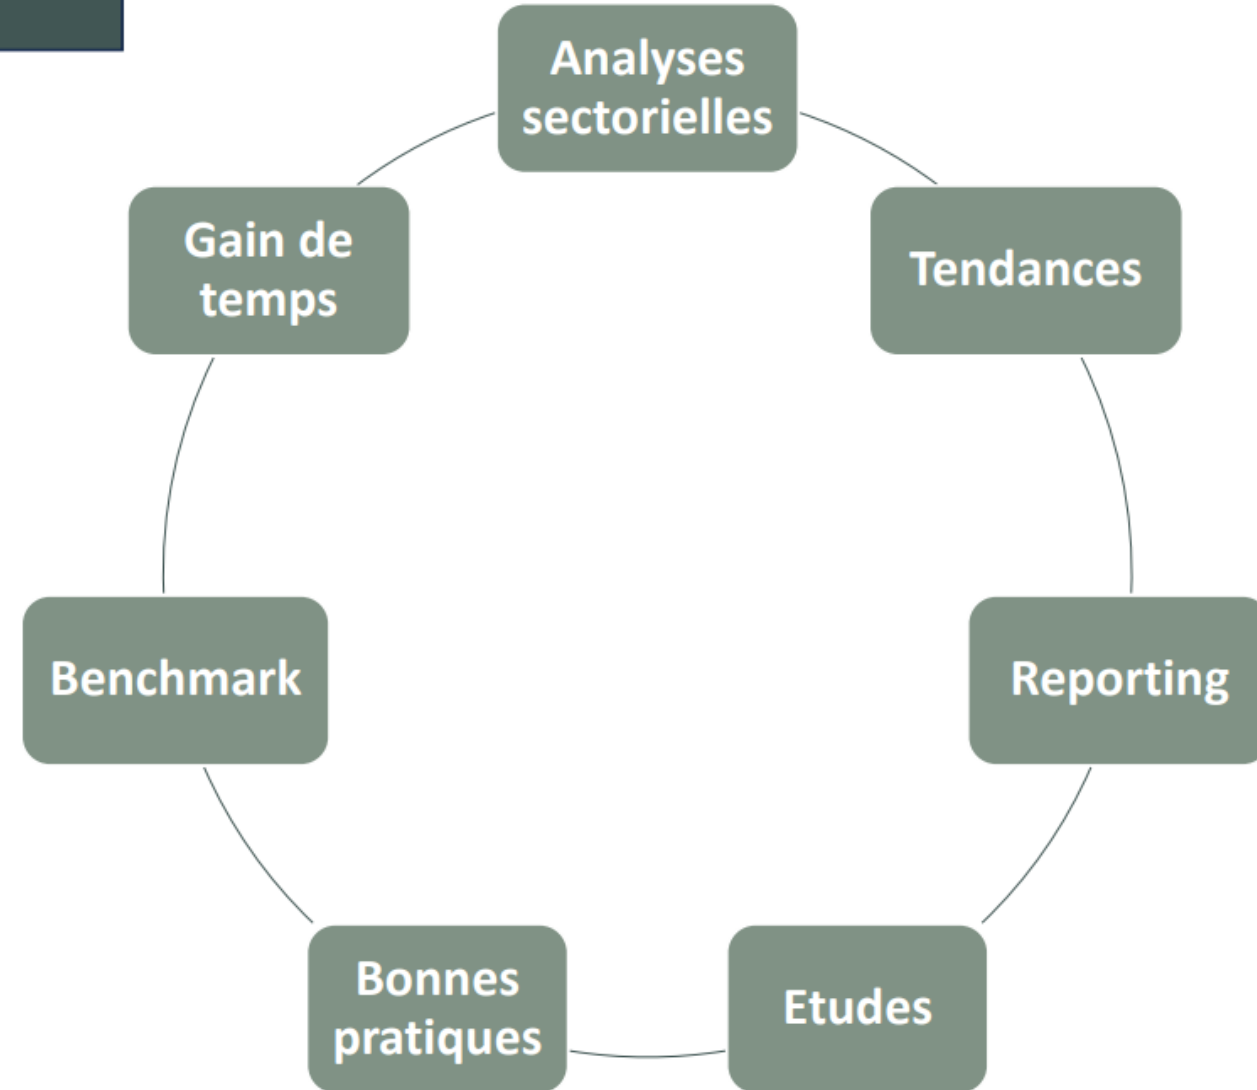 Analyses
sectorielles
Tendances
Reporting
Etudes
Bonnes
pratiques
Benchmark
Gain de
temps